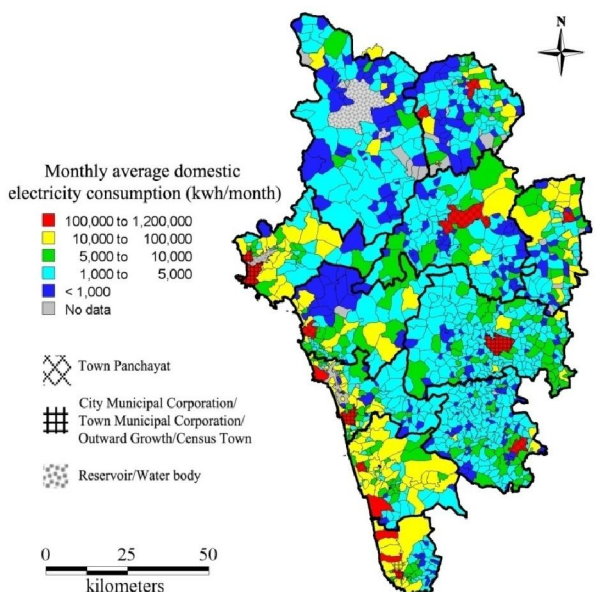 N
Monthly average domestic
electricity consumption (kwh/month)
100,000 to 1,200,000
10,000 to 100,000
5,000 to 10,000
1,000 to 5,000
< 1,000
No data
Town Panchayat
City Municipal Corporation/
Town Municipal Corporation/
Outward Growth/Census Town
Reservoir/Water body
0 25 50
kilometers